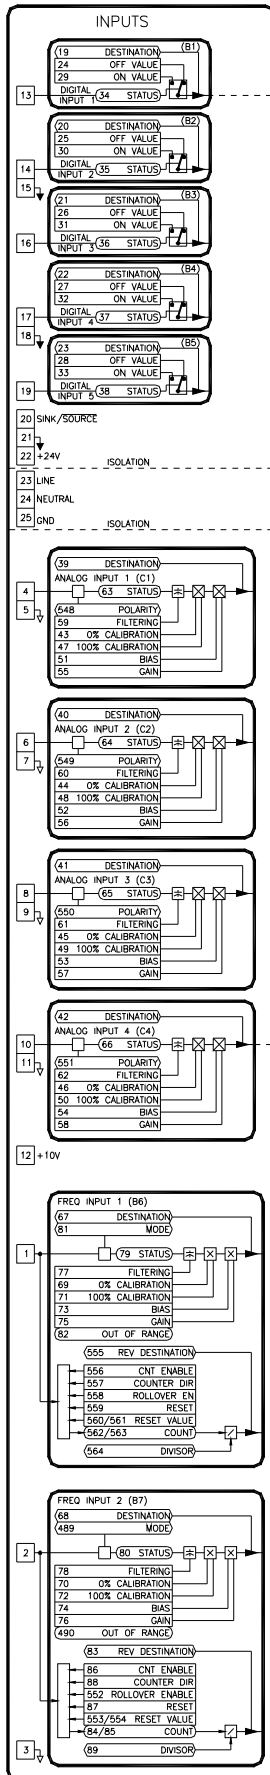 INPUTS
19 DESTINATION (B1)
24 OFF VALUE
29 ON VALUE
13 DIGITAL INPUT 1 34 STATUS
20 DESTINATION (B2)
25 OFF VALUE
30 ON VALUE
14 DIGITAL INPUT 2 35 STATUS
15
21 DESTINATION (B3)
26 OFF VALUE
31 ON VALUE
16 DIGITAL INPUT 3 36 STATUS
22 DESTINATION (B4)
27 OFF VALUE
32 ON VALUE
17 DIGITAL INPUT 4 37 STATUS
18
23 DESTINATION (B5)
28 OFF VALUE
33 ON VALUE
19 DIGITAL INPUT 5 38 STATUS
20 SINK/SOURCE
21
22 +24V
ISOLATION
23 LINE
24 NEUTRAL
25 GND
ISOLATION
39 DESTINATION
ANALOG INPUT 1 (C1)
4 63 STATUS
5 548 POLARITY
59 FILTERING
43 0% CALIBRATION
47 100% CALIBRATION
51 BIAS
55 GAIN
40 DESTINATION
ANALOG INPUT 2 (C2)
6 64 STATUS
7 549 POLARITY
60 FILTERING
44 0% CALIBRATION
48 100% CALIBRATION
52 BIAS
56 GAIN
41 DESTINATION
ANALOG INPUT 3 (C3)
8 65 STATUS
9 550 POLARITY
61 FILTERING
45 0% CALIBRATION
49 100% CALIBRATION
53 BIAS
57 GAIN
42 DESTINATION
ANALOG INPUT 4 (C4)
10 66 STATUS
11 551 POLARITY
62 FILTERING
46 0% CALIBRATION
50 100% CALIBRATION
54 BIAS
58 GAIN
12 +10V
FREQ INPUT 1 (B6)
67 DESTINATION
81 MODE
1 79 STATUS
77 FILTERING
69 0% CALIBRATION
71 100% CALIBRATION
73 BIAS
75 GAIN
82 OUT OF RANGE
555 REV DESTINATION
556 CNT ENABLE
557 COUNTER DIR
558 ROLLOVER EN
559 RESET
560/561 RESET VALUE
562/563 COUNT
564 DIVISOR
FREQ INPUT 2 (B7)
68 DESTINATION
489 MODE
2 80 STATUS
78 FILTERING
70 0% CALIBRATION
72 100% CALIBRATION
74 BIAS
76 GAIN
490 OUT OF RANGE
83 REV DESTINATION
86 CNT ENABLE
88 COUNTER DIR
552 ROLLOVER ENABLE
87 RESET
553/554 RESET VALUE
84/85 COUNT
3 89 DIVISOR